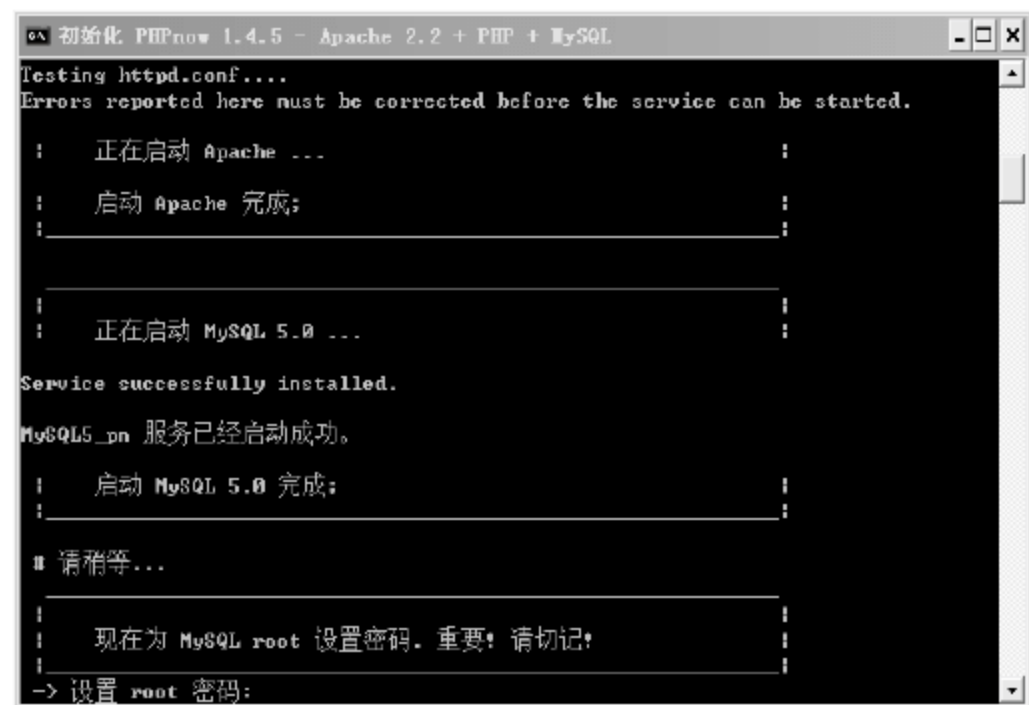 初始化 PHPnow 1.4.5 - Apache 2.2 + PHP + MySQL
Testing httpd.conf....
Errors reported here must be corrected before the service can be started.
正在启动 Apache ...
启动 Apache 完成;
正在启动 MySQL 5.0 ...
Service successfully installed.
MySQL5_pn 服务已经启动成功。
启动 MySQL 5.0 完成;
# 请稍等...
现在为 MySQL root 设置密码. 重要! 请切记!
-> 设置 root 密码: